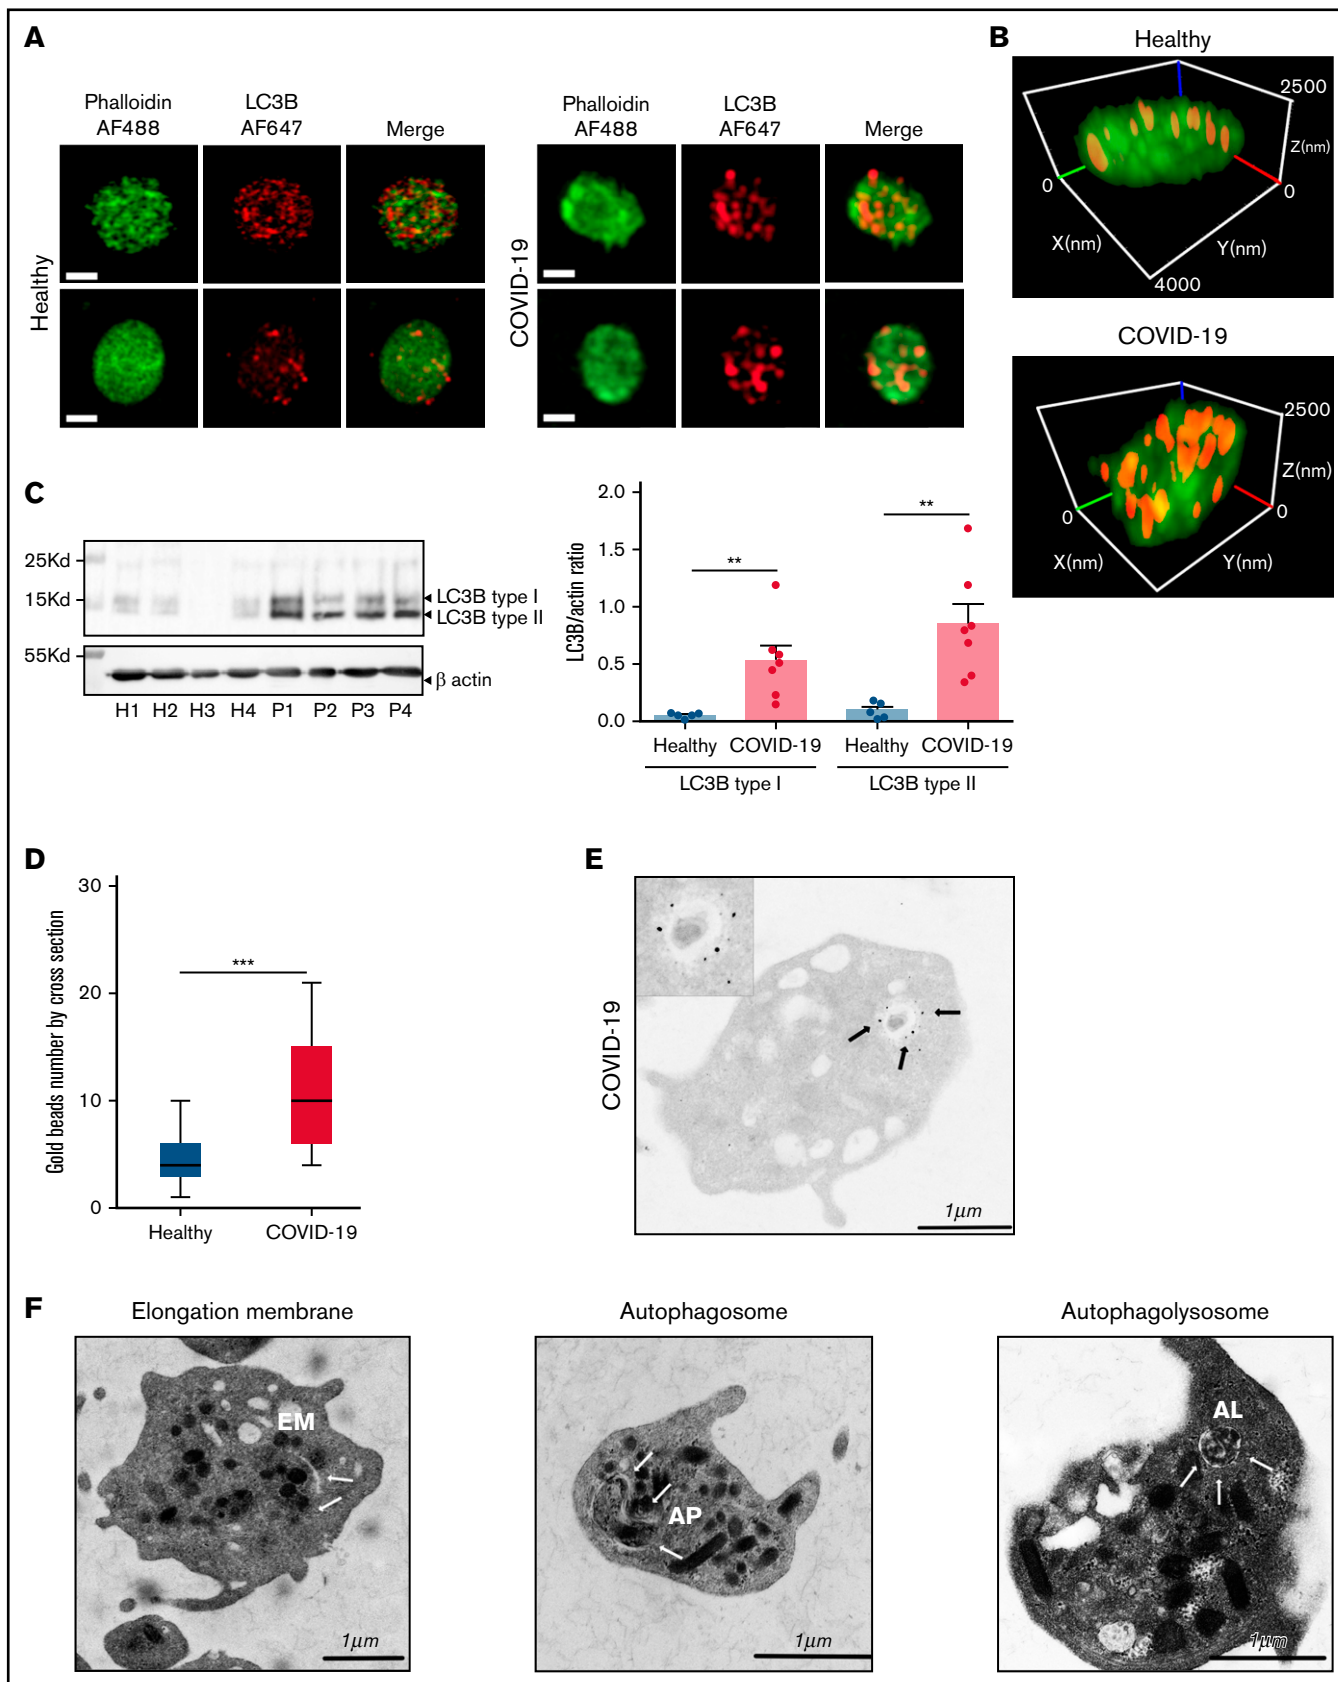 A
Phalloidin
AF488
LC3B
AF647
Merge
Phalloidin
AF488
LC3B
AF647
Merge
Healthy
COVID-19
B
Healthy
2500
Z(nm)
0
0
X(nm)
Y(nm)
4000
COVID-19
2500
Z(nm)
0
0
X(nm)
Y(nm)
C
25Kd
15Kd
LC3B type I
LC3B type II
55Kd
β actin
H1 H2 H3 H4 P1 P2 P3 P4
LC3B/actin ratio
2.0
1.5
1.0
0.5
0.0
**
**
Healthy COVID-19 Healthy COVID-19
LC3B type I LC3B type II
D
Gold beads number by cross section
30
20
10
0
***
Healthy COVID-19
E
COVID-19
1µm
F
Elongation membrane
EM
1µm
Autophagosome
AP
1µm
Autophagolysosome
AL
1µm